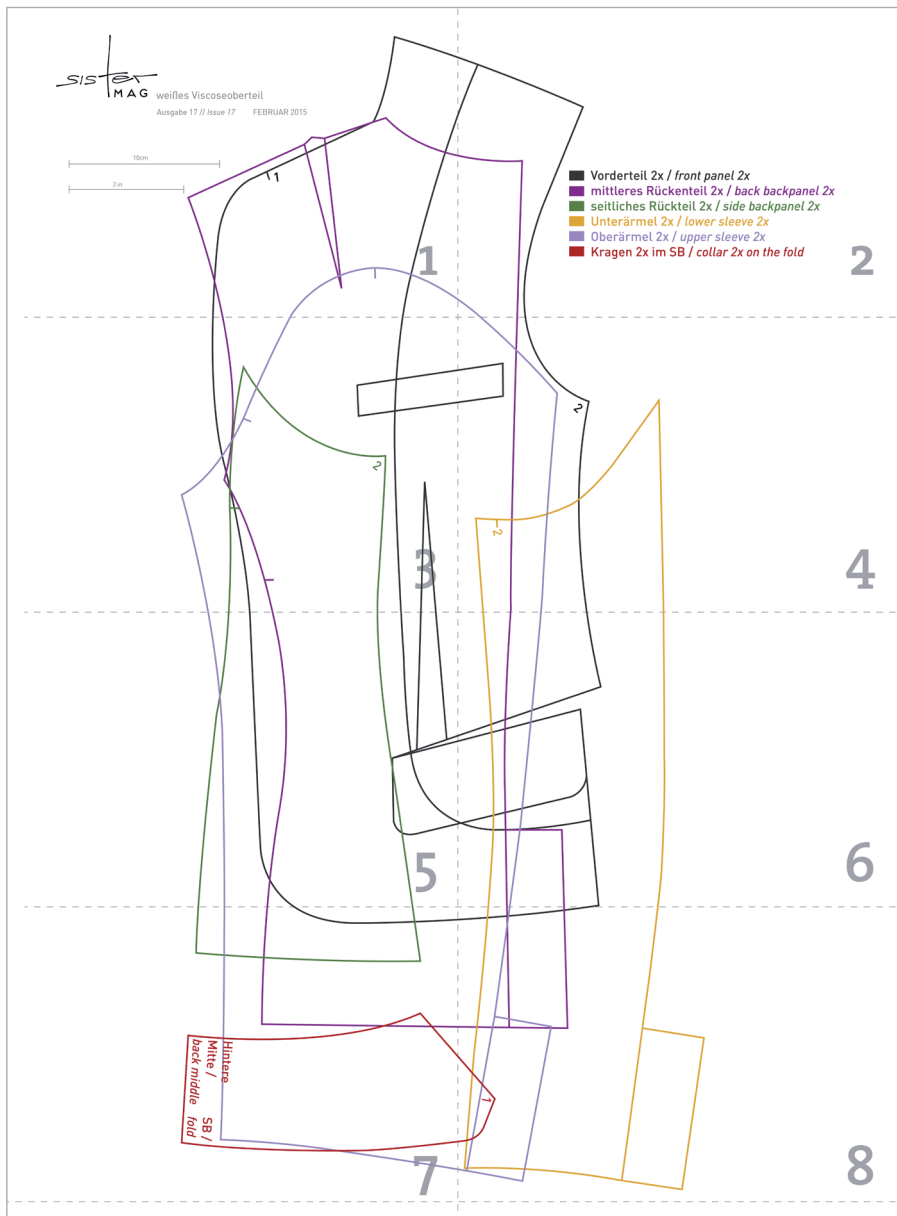 sister
MAG
weißes Viscoseoberteil
Ausgabe 17 // Issue 17 FEBRUAR 2015
10cm
3 in
Vorderteil 2x / front panel 2x
mittleres Rückenteil 2x / back backpanel 2x
seitliches Rückteil 2x / side backpanel 2x
Unterärmel 2x / lower sleeve 2x
Oberärmel 2x / upper sleeve 2x
Kragen 2x im SB / collar 2x on the fold
1
1
2
2
2
2
3
4
5
6
Hintere
Mitte / SB /
back middle fold
1
7
8